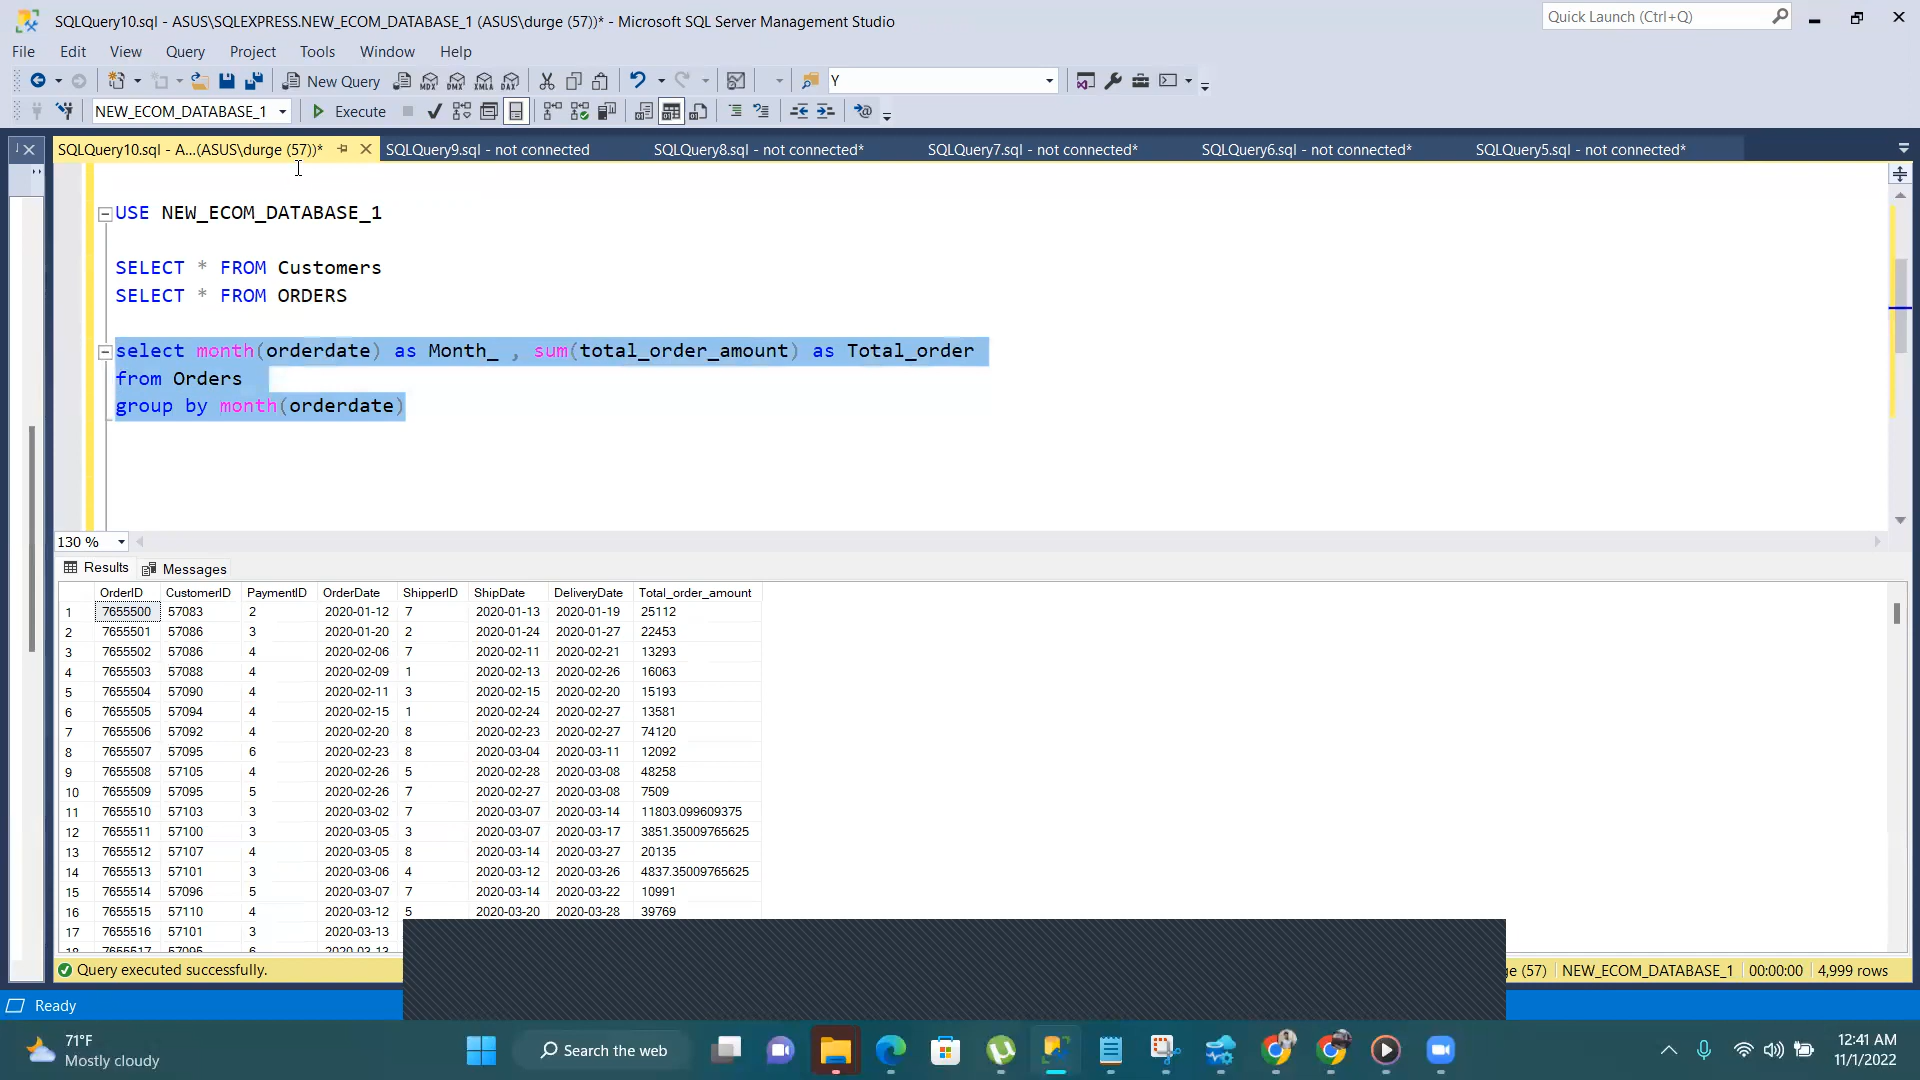 SQLQuery10.sql - ASUS\SQLEXPRESS.NEW_ECOM_DATABASE_1 (ASUS\durge (57))* - Microsoft SQL Server Management Studio
Quick Launch (Ctrl+Q)
File Edit View Query Project Tools Window Help
New Query
Y
NEW_ECOM_DATABASE_1 Execute
SQLQuery10.sql - A...(ASUS\durge (57))* SQLQuery9.sql - not connected SQLQuery8.sql - not connected* SQLQuery7.sql - not connected* SQLQuery6.sql - not connected* SQLQuery5.sql - not connected*
USE NEW_ECOM_DATABASE_1
SELECT * FROM Customers
SELECT * FROM ORDERS
select month(orderdate) as Month_ , sum(total_order_amount) as Total_order
from Orders
group by month(orderdate)
130 %
Results Messages
OrderID CustomerID PaymentID OrderDate ShipperID ShipDate DeliveryDate Total_order_amount
1 7655500 57083 2 2020-01-12 7 2020-01-13 2020-01-19 25112
2 7655501 57086 3 2020-01-20 2 2020-01-24 2020-01-27 22453
3 7655502 57086 4 2020-02-06 7 2020-02-11 2020-02-21 13293
4 7655503 57088 4 2020-02-09 1 2020-02-13 2020-02-26 16063
5 7655504 57090 4 2020-02-11 3 2020-02-15 2020-02-20 15193
6 7655505 57094 4 2020-02-15 1 2020-02-24 2020-02-27 13581
7 7655506 57092 4 2020-02-20 8 2020-02-23 2020-02-27 74120
8 7655507 57095 6 2020-02-23 8 2020-03-04 2020-03-11 12092
9 7655508 57105 4 2020-02-26 5 2020-02-28 2020-03-08 48258
10 7655509 57095 5 2020-02-26 7 2020-02-27 2020-03-08 7509
11 7655510 57103 3 2020-03-02 7 2020-03-07 2020-03-14 11803.099609375
12 7655511 57100 3 2020-03-05 3 2020-03-07 2020-03-17 3851.35009765625
13 7655512 57107 4 2020-03-05 8 2020-03-14 2020-03-27 20135
14 7655513 57101 3 2020-03-06 4 2020-03-12 2020-03-26 4837.35009765625
15 7655514 57096 5 2020-03-07 7 2020-03-14 2020-03-22 10991
16 7655515 57110 4 2020-03-12 5 2020-03-20 2020-03-28 39769
17 7655516 57101 3 2020-03-13
18 7655517 57095 6 2020-03-13
Query executed successfully.
(57) NEW_ECOM_DATABASE_1 00:00:00 4,999 rows
Ready
71°F
Mostly cloudy
Search the web
12:41 AM
11/1/2022